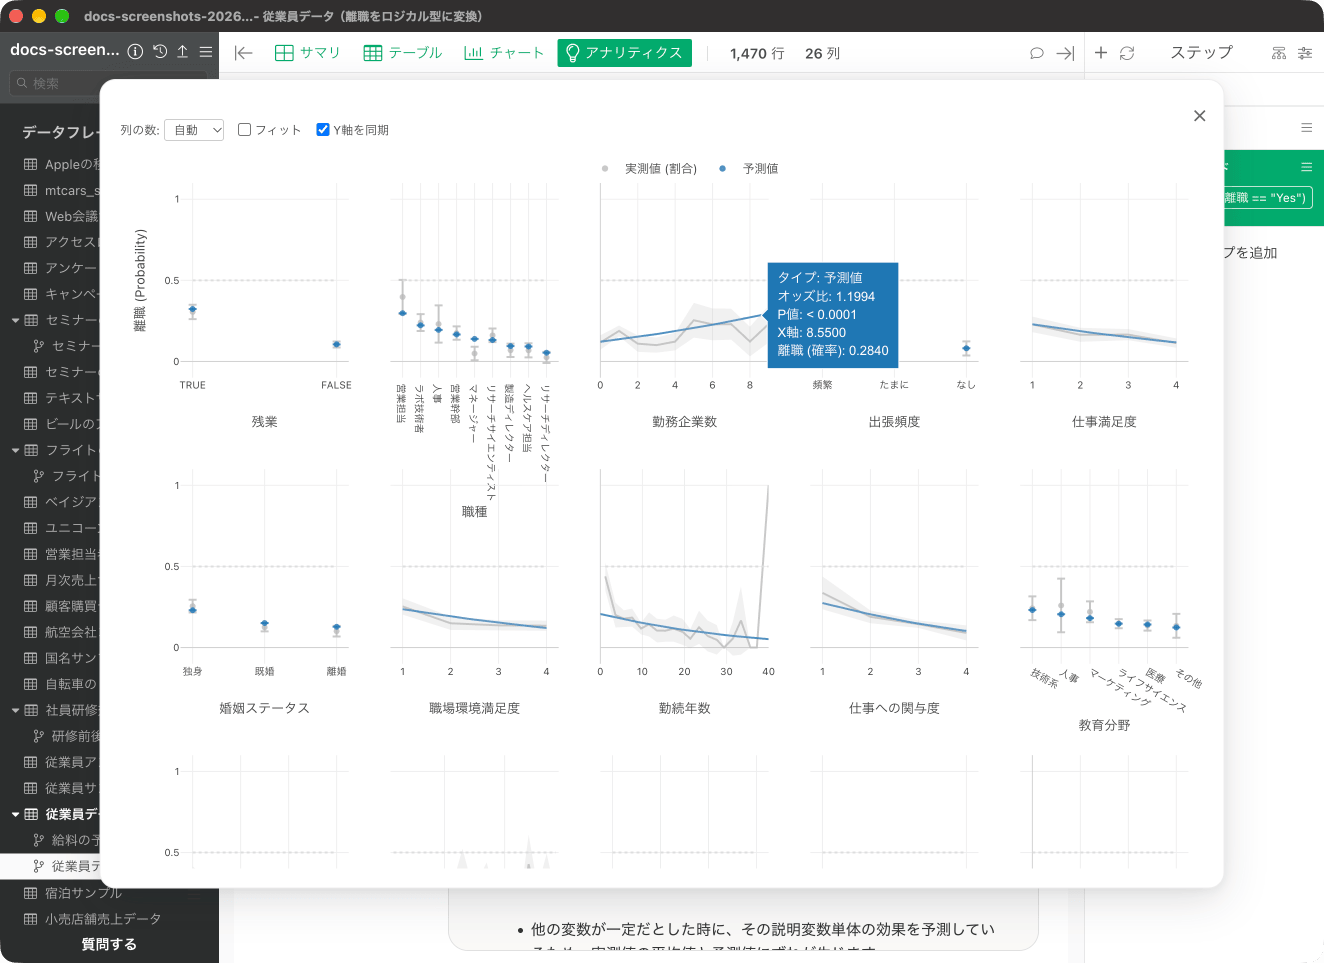 docs-screenshots-2026...- 従業員データ（離職をロジカル型に変換）
docs-screen...
サマリ
テーブル
チャート
アナリティクス
1,470 行
26 列
ステップ
検索
データフレー
Appleの
mtcars_s
Web会議
アクセス
アンケー
キャンペ
セミナー
セミナー
セミナー
テキスト
ビールの
フライト
フライト
ベイジア
ユニコー
営業担当
月次売上
顧客購買
航空会社
国名サン
自転車の
社員研修
研修前後
従業員ア
従業員サ
従業員デ
給料の予
従業員デ
宿泊サンプル
小売店舗売上データ
質問する
離職 == "Yes")
プを追加
列の数:
自動
フィット
Y軸を同期
実測値 (割合)
予測値
離職 (Probability)
1
0.5
0
TRUE
FALSE
残業
営業担当
ラボ技術者
人事
営業幹部
マネージャー
リサーチサイエンティスト
製造ディレクター
ヘルスケア担当
リサーチディレクター
職種
0
2
4
6
8
勤務企業数
タイプ: 予測値
オッズ比: 1.1994
P値: < 0.0001
X軸: 8.5500
離職 (確率): 0.2840
頻繁
たまに
なし
出張頻度
1
2
3
4
仕事満足度
1
0.5
0
独身
既婚
離婚
婚姻ステータス
1
2
3
4
職場環境満足度
0
10
20
30
40
勤続年数
1
2
3
4
仕事への関与度
技術系
人事
マーケティング
ライフサイエンス
医療
その他
教育分野
1
0.5
• 他の変数が一定だとした時に、その説明変数単体の効果を予測してい